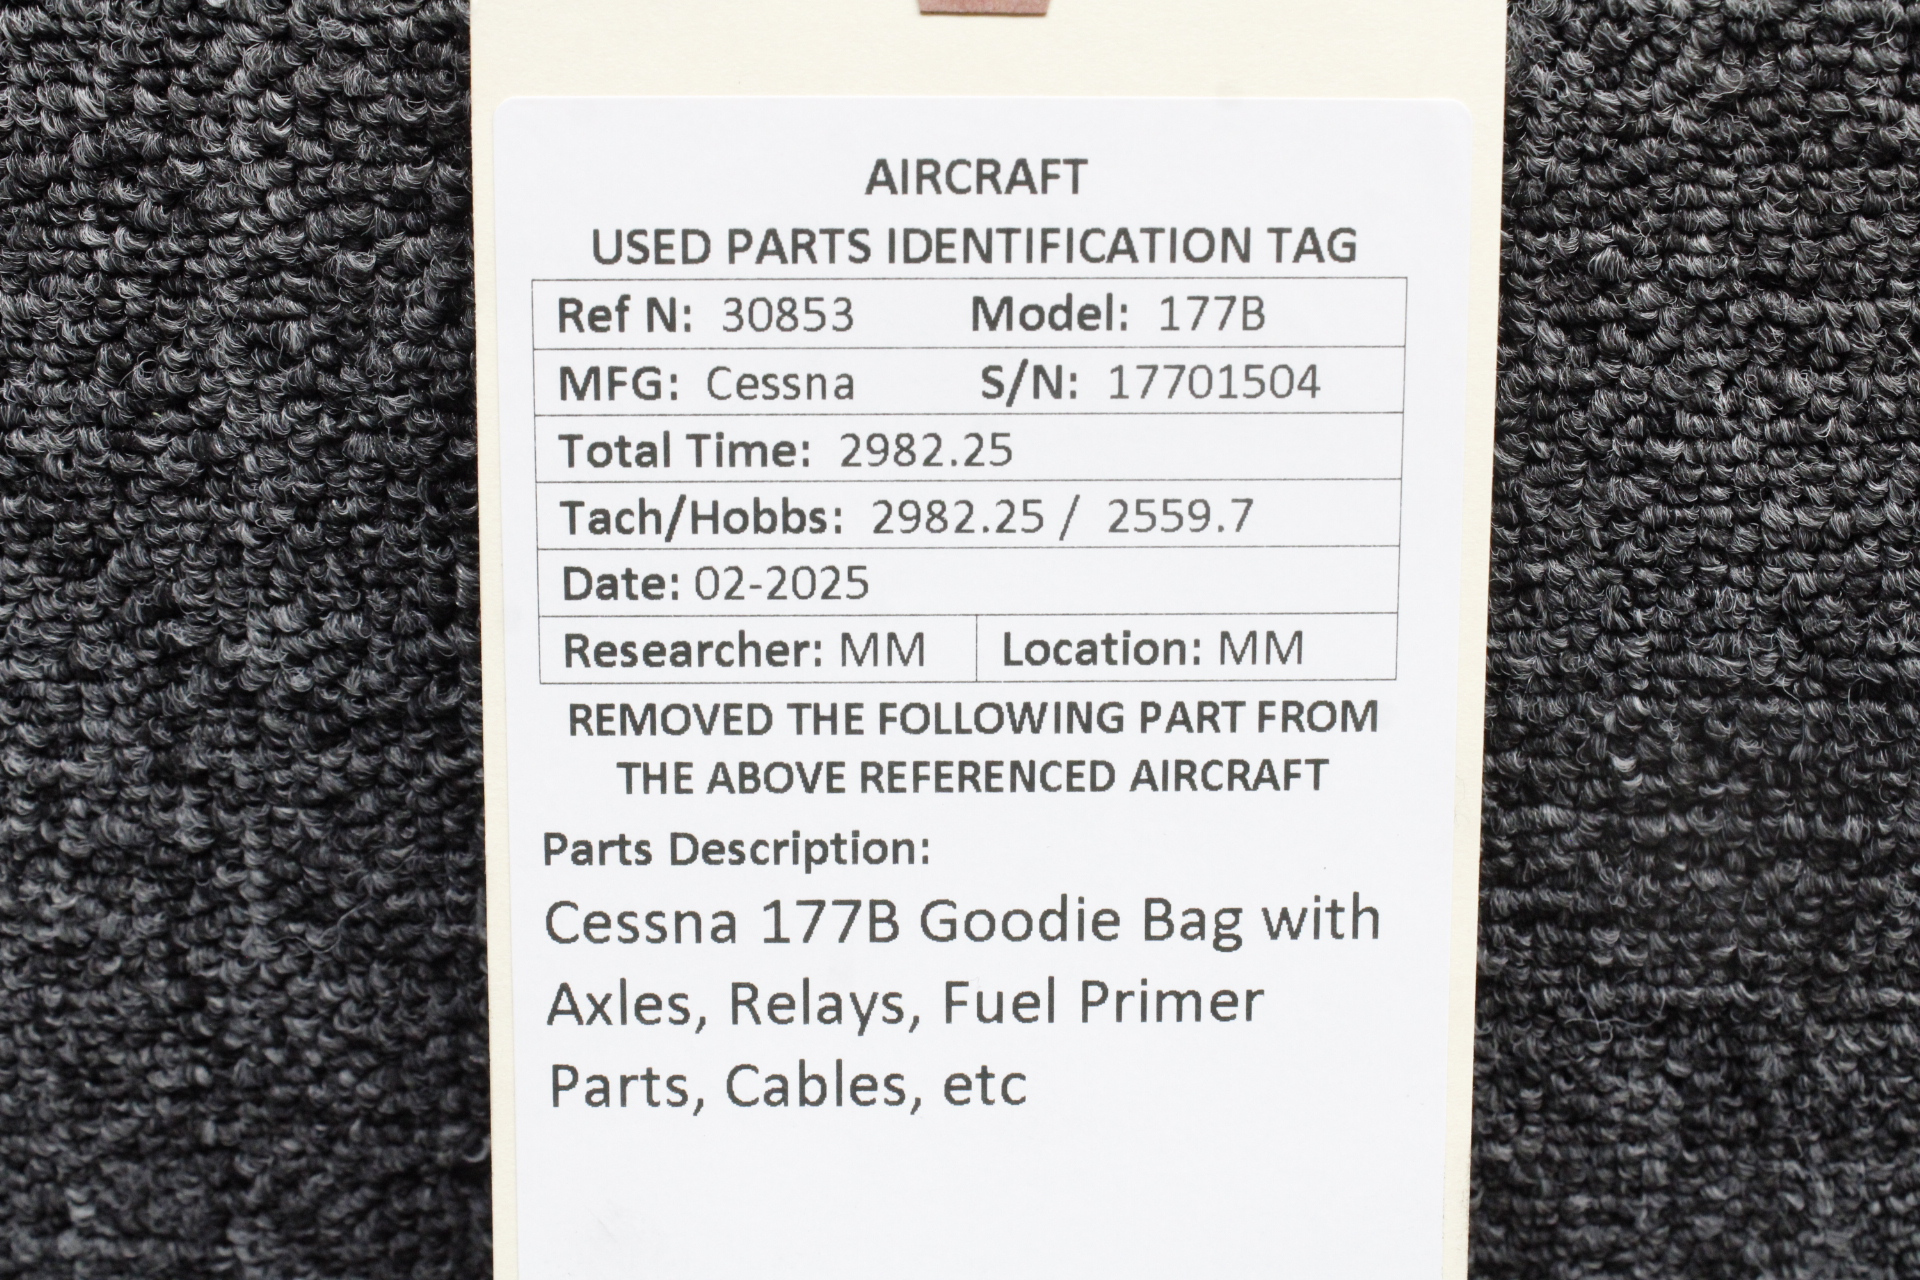 AIRCRAFT
USED PARTS IDENTIFICATION TAG
Ref N: 30853 Model: 177B
MFG: Cessna S/N: 17701504
Total Time: 2982.25
Tach/Hobbs: 2982.25 / 2559.7
Date: 02-2025
Researcher: MM Location: MM
REMOVED THE FOLLOWING PART FROM
THE ABOVE REFERENCED AIRCRAFT
Parts Description:
Cessna 177B Goodie Bag with
Axles, Relays, Fuel Primer
Parts, Cables, etc